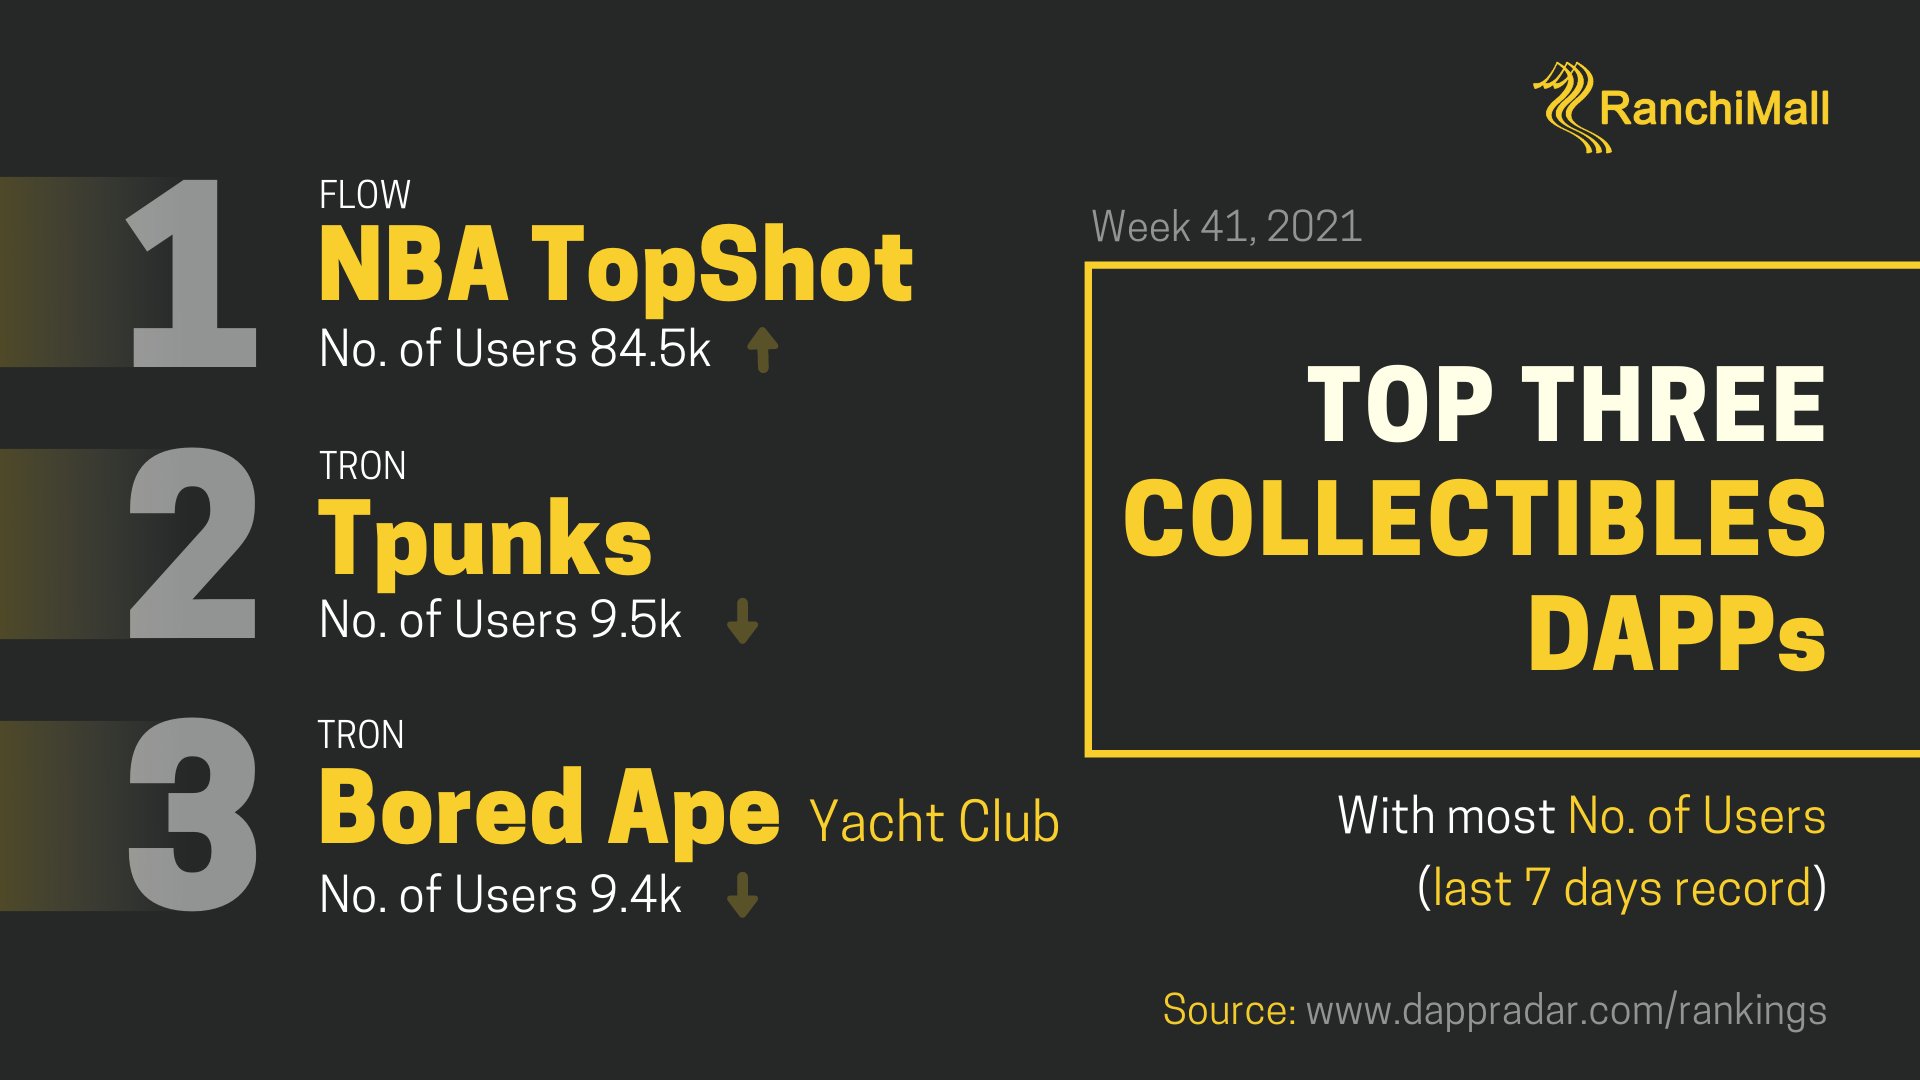 RanchiMall
1
FLOW
NBA TopShot
No. of Users 84.5k
2
TRON
Tpunks
No. of Users 9.5k
3
TRON
Bored Ape Yacht Club
No. of Users 9.4k
Week 41, 2021
TOP THREE
COLLECTIBLES
DAPPs
With most No. of Users
(last 7 days record)
Source: www.dappradar.com/rankings